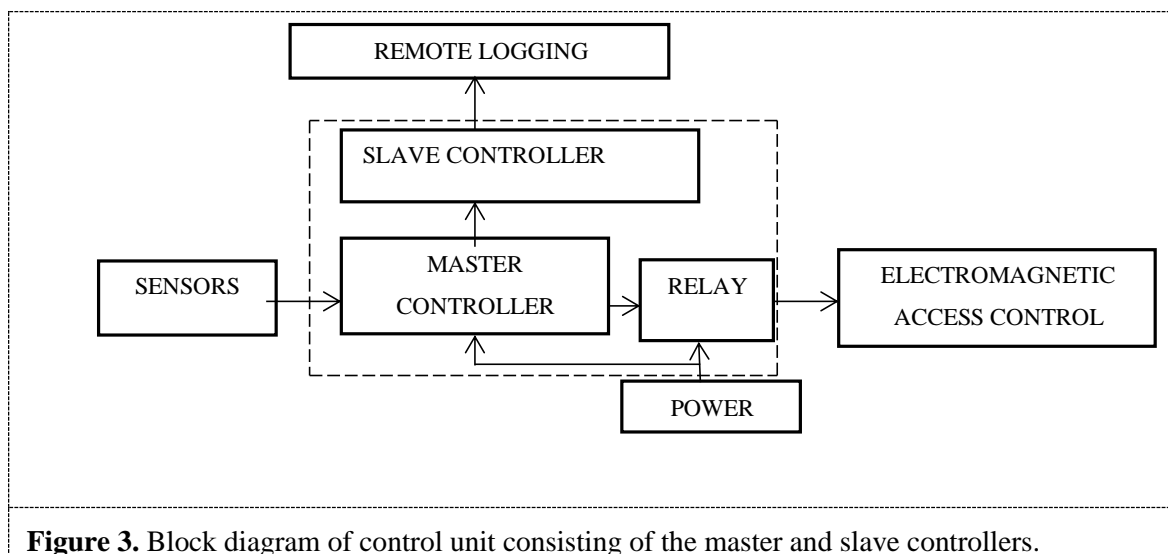 REMOTE LOGGING
SLAVE CONTROLLER
SENSORS
MASTER
CONTROLLER
RELAY
ELECTROMAGNETIC
ACCESS CONTROL
POWER
Figure 3. Block diagram of control unit consisting of the master and slave controllers.